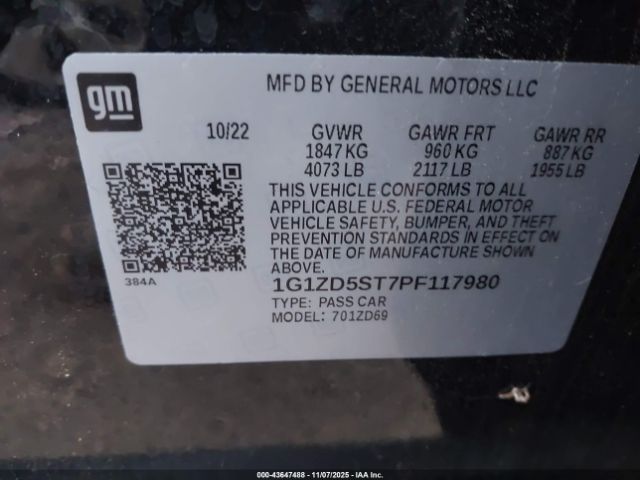 gm
MFD BY GENERAL MOTORS LLC
10/22 GVWR GAWR FRT GAWR RR
1847 KG 960 KG 887 KG
4073 LB 2117 LB 1955 LB
THIS VEHICLE CONFORMS TO ALL
APPLICABLE U.S. FEDERAL MOTOR
VEHICLE SAFETY, BUMPER, AND THEFT
PREVENTION STANDARDS IN EFFECT ON
THE DATE OF MANUFACTURE SHOWN
ABOVE.
384A
1G1ZD5ST7PF117980
TYPE: PASS CAR
MODEL: 701ZD69
000-43647488 - 11/07/2025 - IAA Inc.